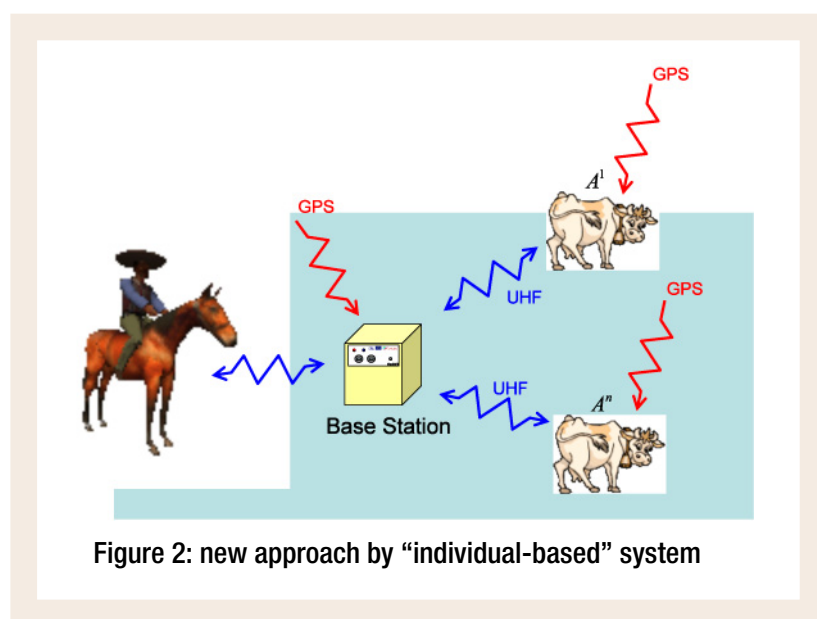 GPS
A¹
GPS
UHF
GPS
UHF
Aⁿ
Base Station
Figure 2: new approach by “individual-based” system